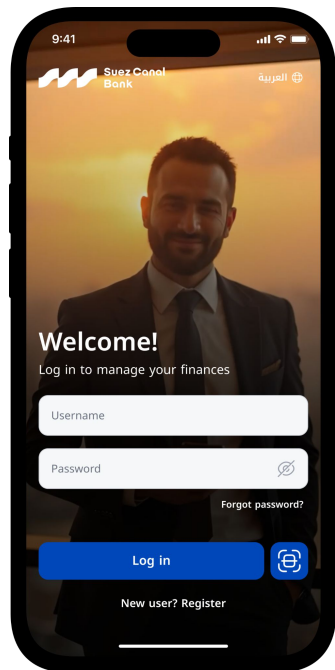 9:41
Suez Canal
Bank
العربية
Welcome!
Log in to manage your finances
Username
Password
Forgot password?
Log in
New user? Register